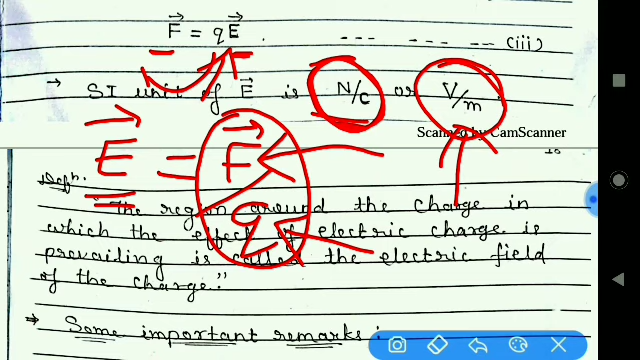 F = qE --- - --- -- (iii)
→ SI unit of E is N/C or V/m
Scanned by CamScanner
E = F
q
Defⁿ.
"The region around the charge in
which the effect of electric charge is
prevailing is called the electric field
of the charge."
⇒ Some important remarks :